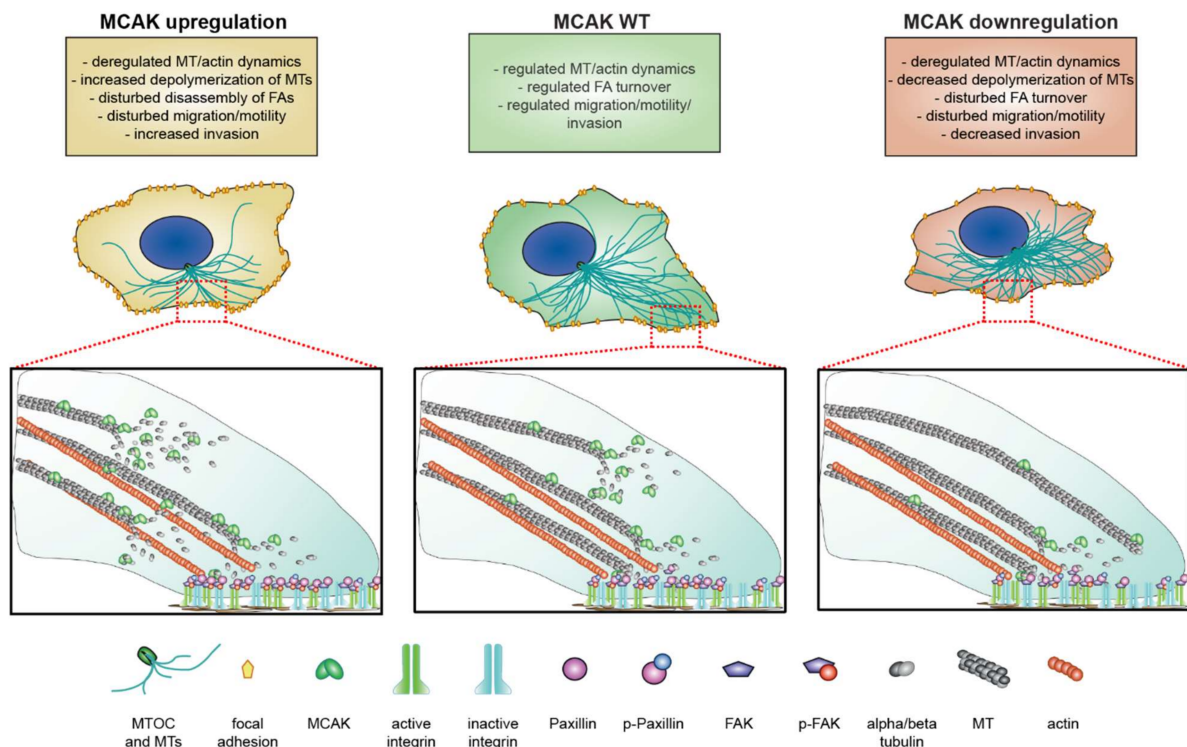 MCAK upregulation
- deregulated MT/actin dynamics
- increased depolymerization of MTs
- disturbed disassembly of FAs
- disturbed migration/motility
- increased invasion
MCAK WT
- regulated MT/actin dynamics
- regulated FA turnover
- regulated migration/motility/
invasion
MCAK downregulation
- deregulated MT/actin dynamics
- decreased depolymerization of MTs
- disturbed FA turnover
- disturbed migration/motility
- decreased invasion
MTOC
and MTs
focal
adhesion
MCAK
active
integrin
inactive
integrin
Paxillin
p-Paxillin
FAK
p-FAK
alpha/beta
tubulin
MT
actin